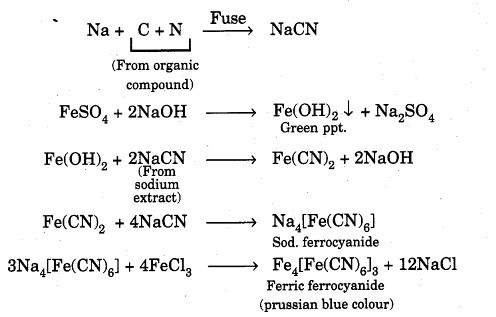 Na + C + N Fuse → NaCN
(From organic
compound)
FeSO₄ + 2NaOH → Fe(OH)₂ ↓ + Na₂SO₄
Green ppt.
Fe(OH)₂ + 2NaCN → Fe(CN)₂ + 2NaOH
(From
sodium
extract)
Fe(CN)₂ + 4NaCN → Na₄[Fe(CN)₆]
Sod. ferrocyanide
3Na₄[Fe(CN)₆] + 4FeCl₃ → Fe₄[Fe(CN)₆]₃ + 12NaCl
Ferric ferrocyanide
(prussian blue colour)